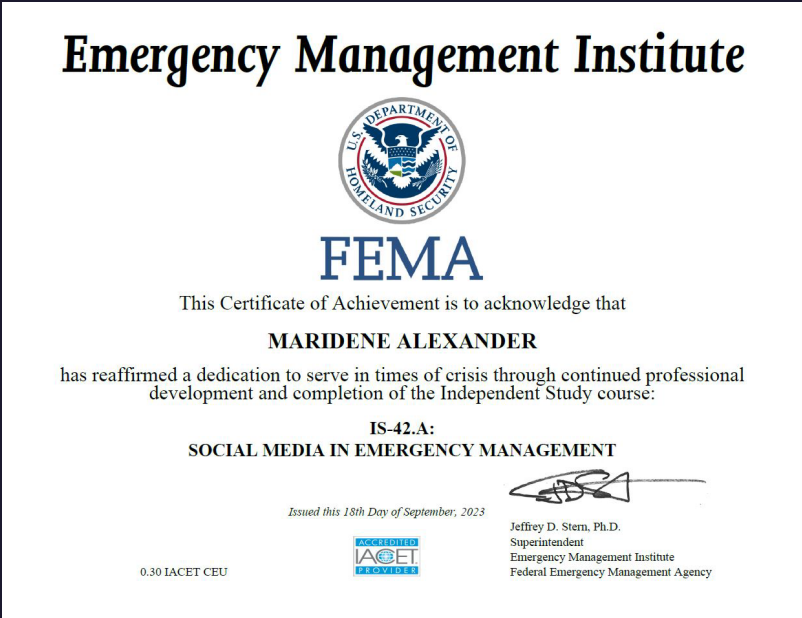 Emergency Management Institute
U.S. DEPARTMENT OF
HOMELAND SECURITY
FEMA
This Certificate of Achievement is to acknowledge that
MARIDENE ALEXANDER
has reaffirmed a dedication to serve in times of crisis through continued professional
development and completion of the Independent Study course:
IS-42.A:
SOCIAL MEDIA IN EMERGENCY MANAGEMENT
Issued this 18th Day of September, 2023
Jeffrey D. Stern, Ph.D.
Superintendent
Emergency Management Institute
Federal Emergency Management Agency
ACCREDITED
IACET
PROVIDER
0.30 IACET CEU